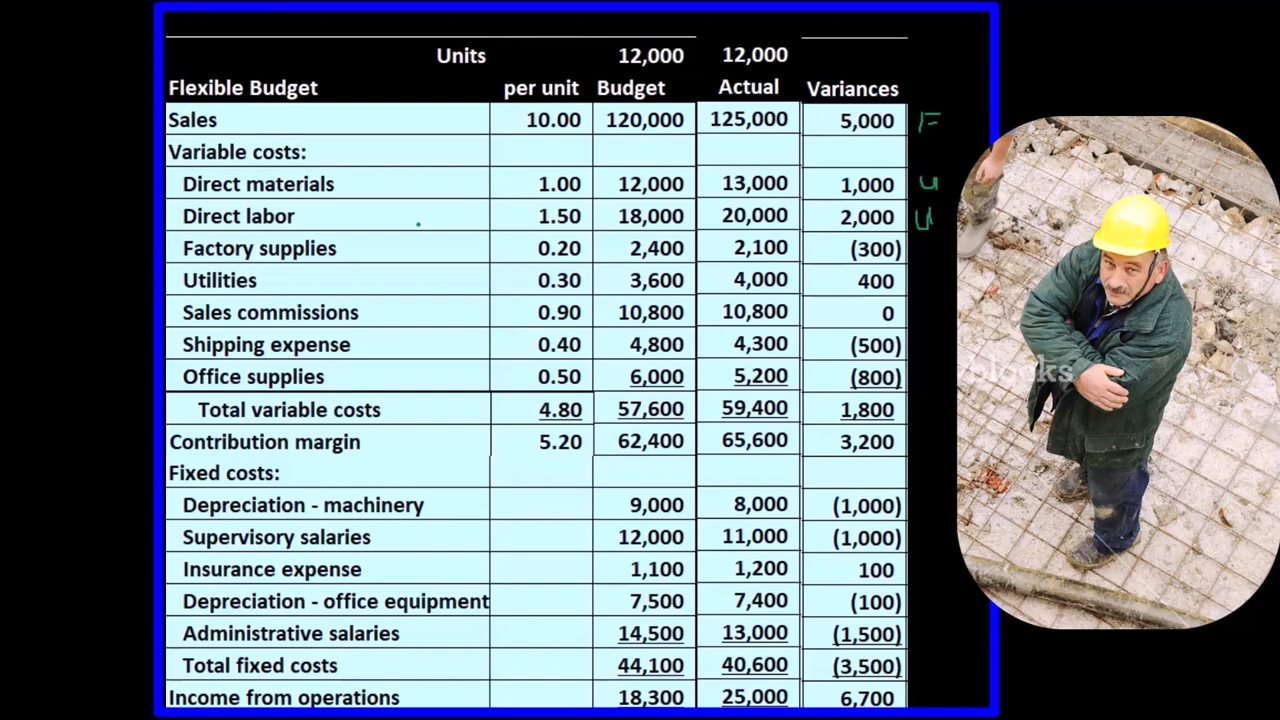 Units 12,000 12,000
Flexible Budget per unit Budget Actual Variances
Sales 10.00 120,000 125,000 5,000 F
Variable costs:
Direct materials 1.00 12,000 13,000 1,000 u
Direct labor 1.50 18,000 20,000 2,000 u
Factory supplies 0.20 2,400 2,100 (300)
Utilities 0.30 3,600 4,000 400
Sales commissions 0.90 10,800 10,800 0
Shipping expense 0.40 4,800 4,300 (500)
Office supplies 0.50 6,000 5,200 (800)
Total variable costs 4.80 57,600 59,400 1,800
Contribution margin 5.20 62,400 65,600 3,200
Fixed costs:
Depreciation - machinery 9,000 8,000 (1,000)
Supervisory salaries 12,000 11,000 (1,000)
Insurance expense 1,100 1,200 100
Depreciation - office equipment 7,500 7,400 (100)
Administrative salaries 14,500 13,000 (1,500)
Total fixed costs 44,100 40,600 (3,500)
Income from operations 18,300 25,000 6,700